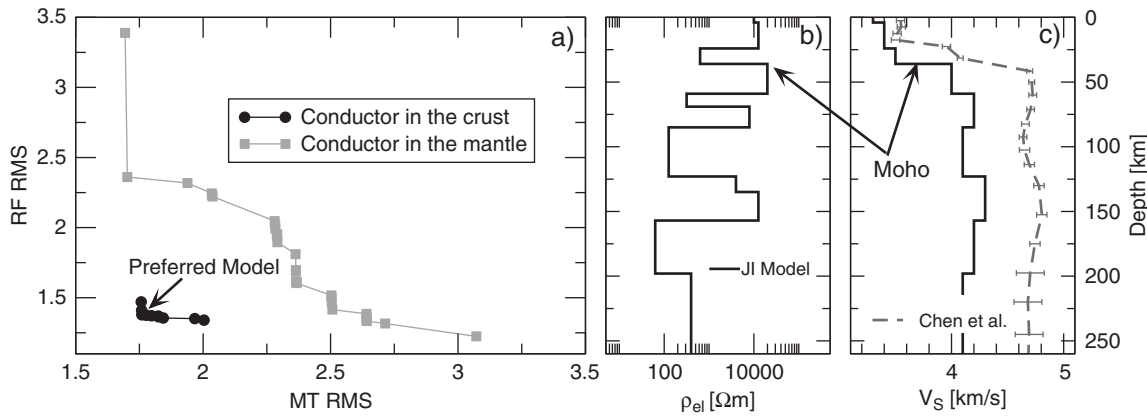 3.5
3
2.5
2
1.5
RF RMS
1.5
2
2.5
3
3.5
MT RMS
a)
Conductor in the crust
Conductor in the mantle
Preferred Model
b)
Moho
JI Model
100
10000
ρel [Ωm]
c)
Chen et al.
4
5
VS [km/s]
0
50
100
150
200
250
Depth [km]